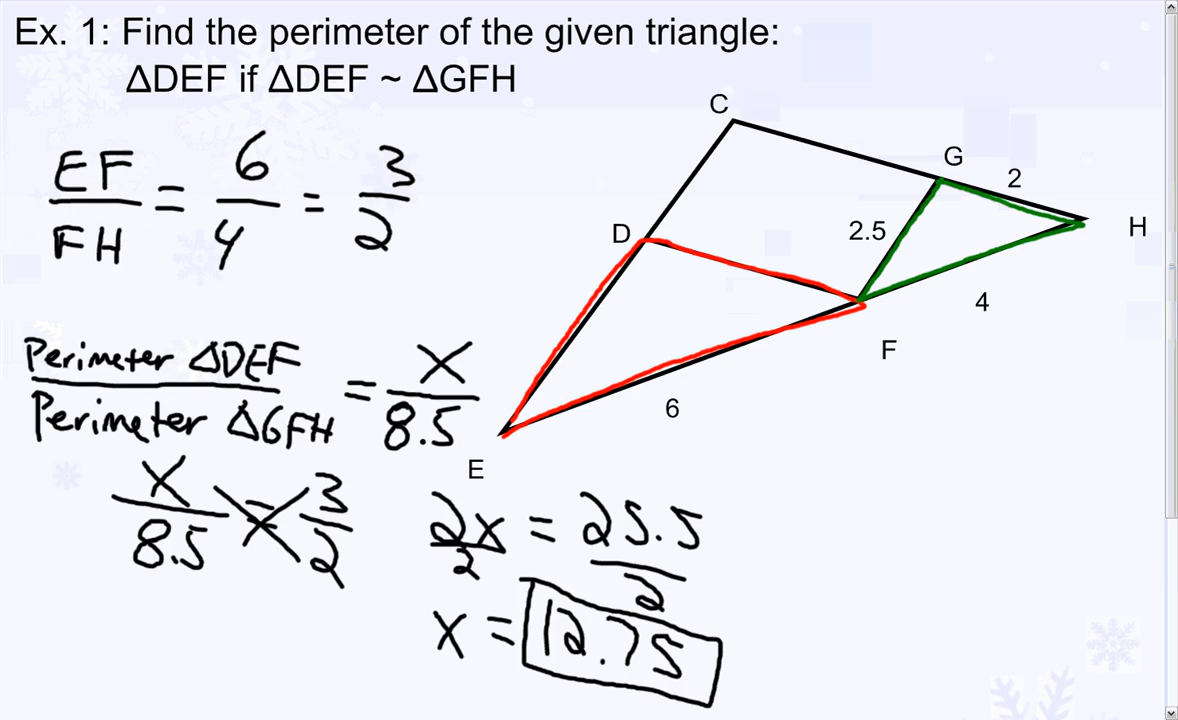 Ex. 1: Find the perimeter of the given triangle:
ΔDEF if ΔDEF ~ ΔGFH
EF/FH = 6/4 = 3/2
C
G
2
H
2.5
D
4
F
6
E
Perimeter ΔDEF/Perimeter ΔGFH = x/8.5
x/8.5 = 3/2
2x/2 = 25.5/2
x = 12.75